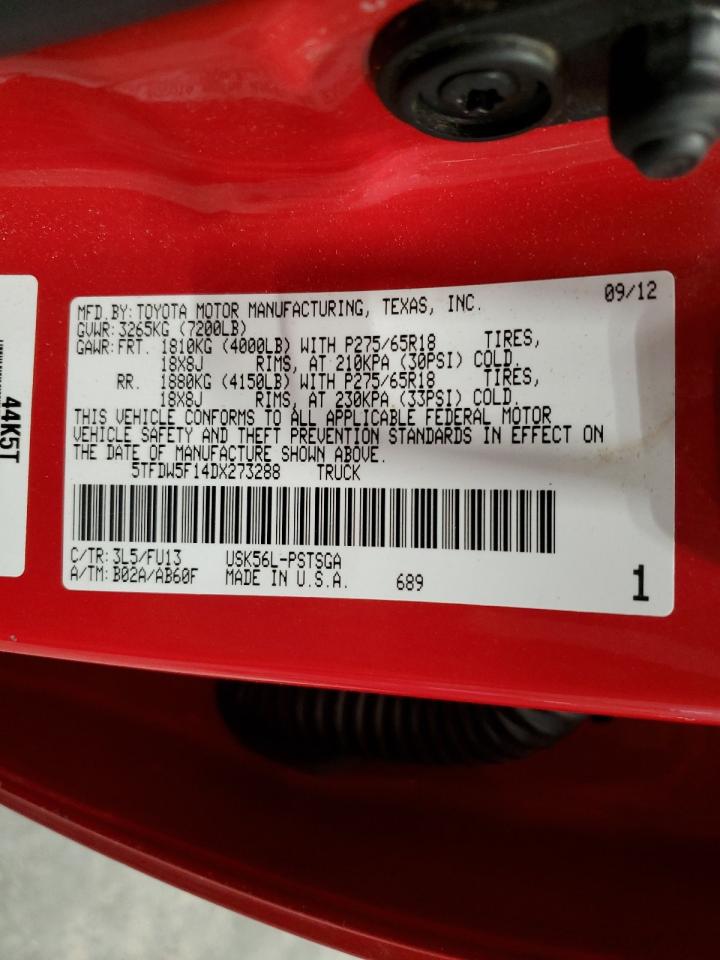 MFD.BY: TOYOTA MOTOR MANUFACTURING, TEXAS, INC. 09/12
GVWR: 3265KG (7200LB)
GAWR: FRT. 1810KG (4000LB) WITH P275/65R18 TIRES,
18X8J RIMS, AT 210KPA (30PSI) COLD.
RR. 1880KG (4150LB) WITH P275/65R18 TIRES,
18X8J RIMS, AT 230KPA (33PSI) COLD.
THIS VEHICLE CONFORMS TO ALL APPLICABLE FEDERAL MOTOR
VEHICLE SAFETY AND THEFT PREVENTION STANDARDS IN EFFECT ON
THE DATE OF MANUFACTURE SHOWN ABOVE.
5TFDW5F14DX273288 TRUCK
C/TR: 3L5/FU13 USK56L-PSTSGA
A/TM: B02A/AB60F MADE IN U.S.A. 689 1
44K5T